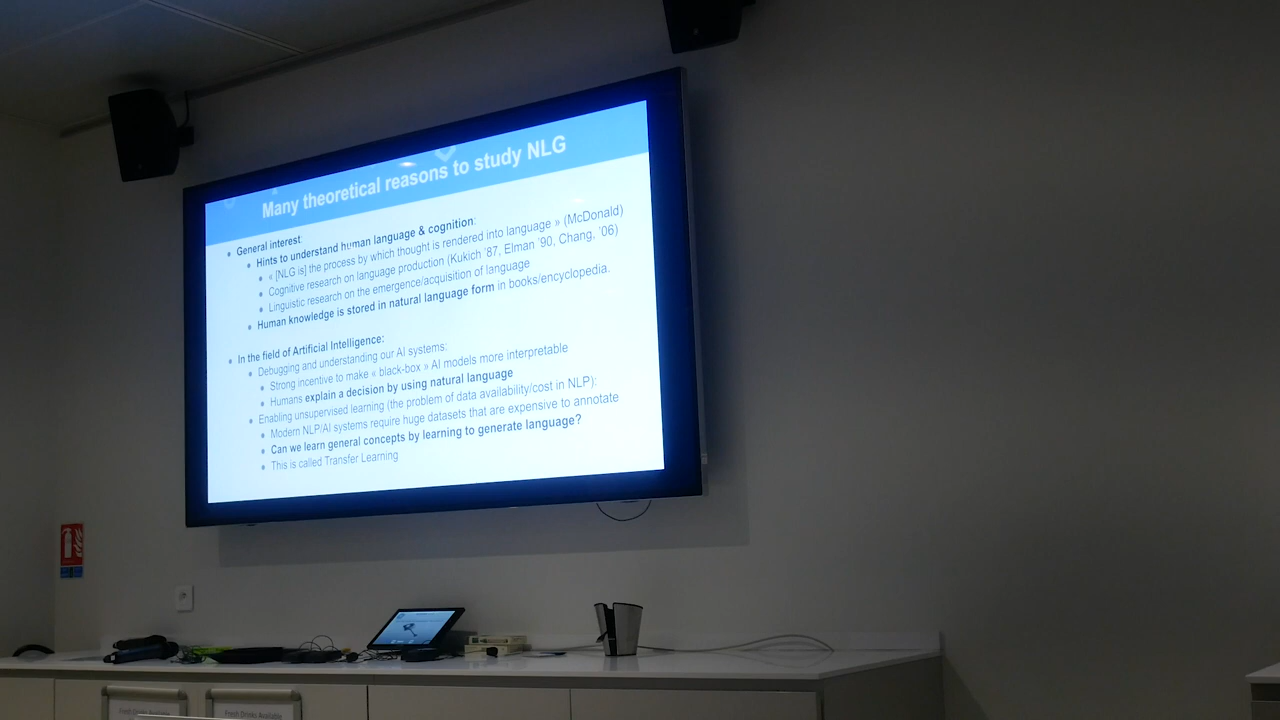 Many theoretical reasons to study NLG
• General interest:
• Hints to understand human language & cognition:
• « [NLG is] the process by which thought is rendered into language » (McDonald)
• Cognitive research on language production (Kukich '87, Elman '90, Chang, '06)
• Linguistic research on the emergence/acquisition of language
• Human knowledge is stored in natural language form in books/encyclopedia.
• In the field of Artificial Intelligence:
• Debugging and understanding our AI systems:
• Strong incentive to make « black-box » AI models more interpretable
• Humans explain a decision by using natural language
• Enabling unsupervised learning (the problem of data availability/cost in NLP):
• Modern NLP/AI systems require huge datasets that are expensive to annotate
• Can we learn general concepts by learning to generate language?
• This is called Transfer Learning
Fresh Drinks Available
Fresh Drinks Available